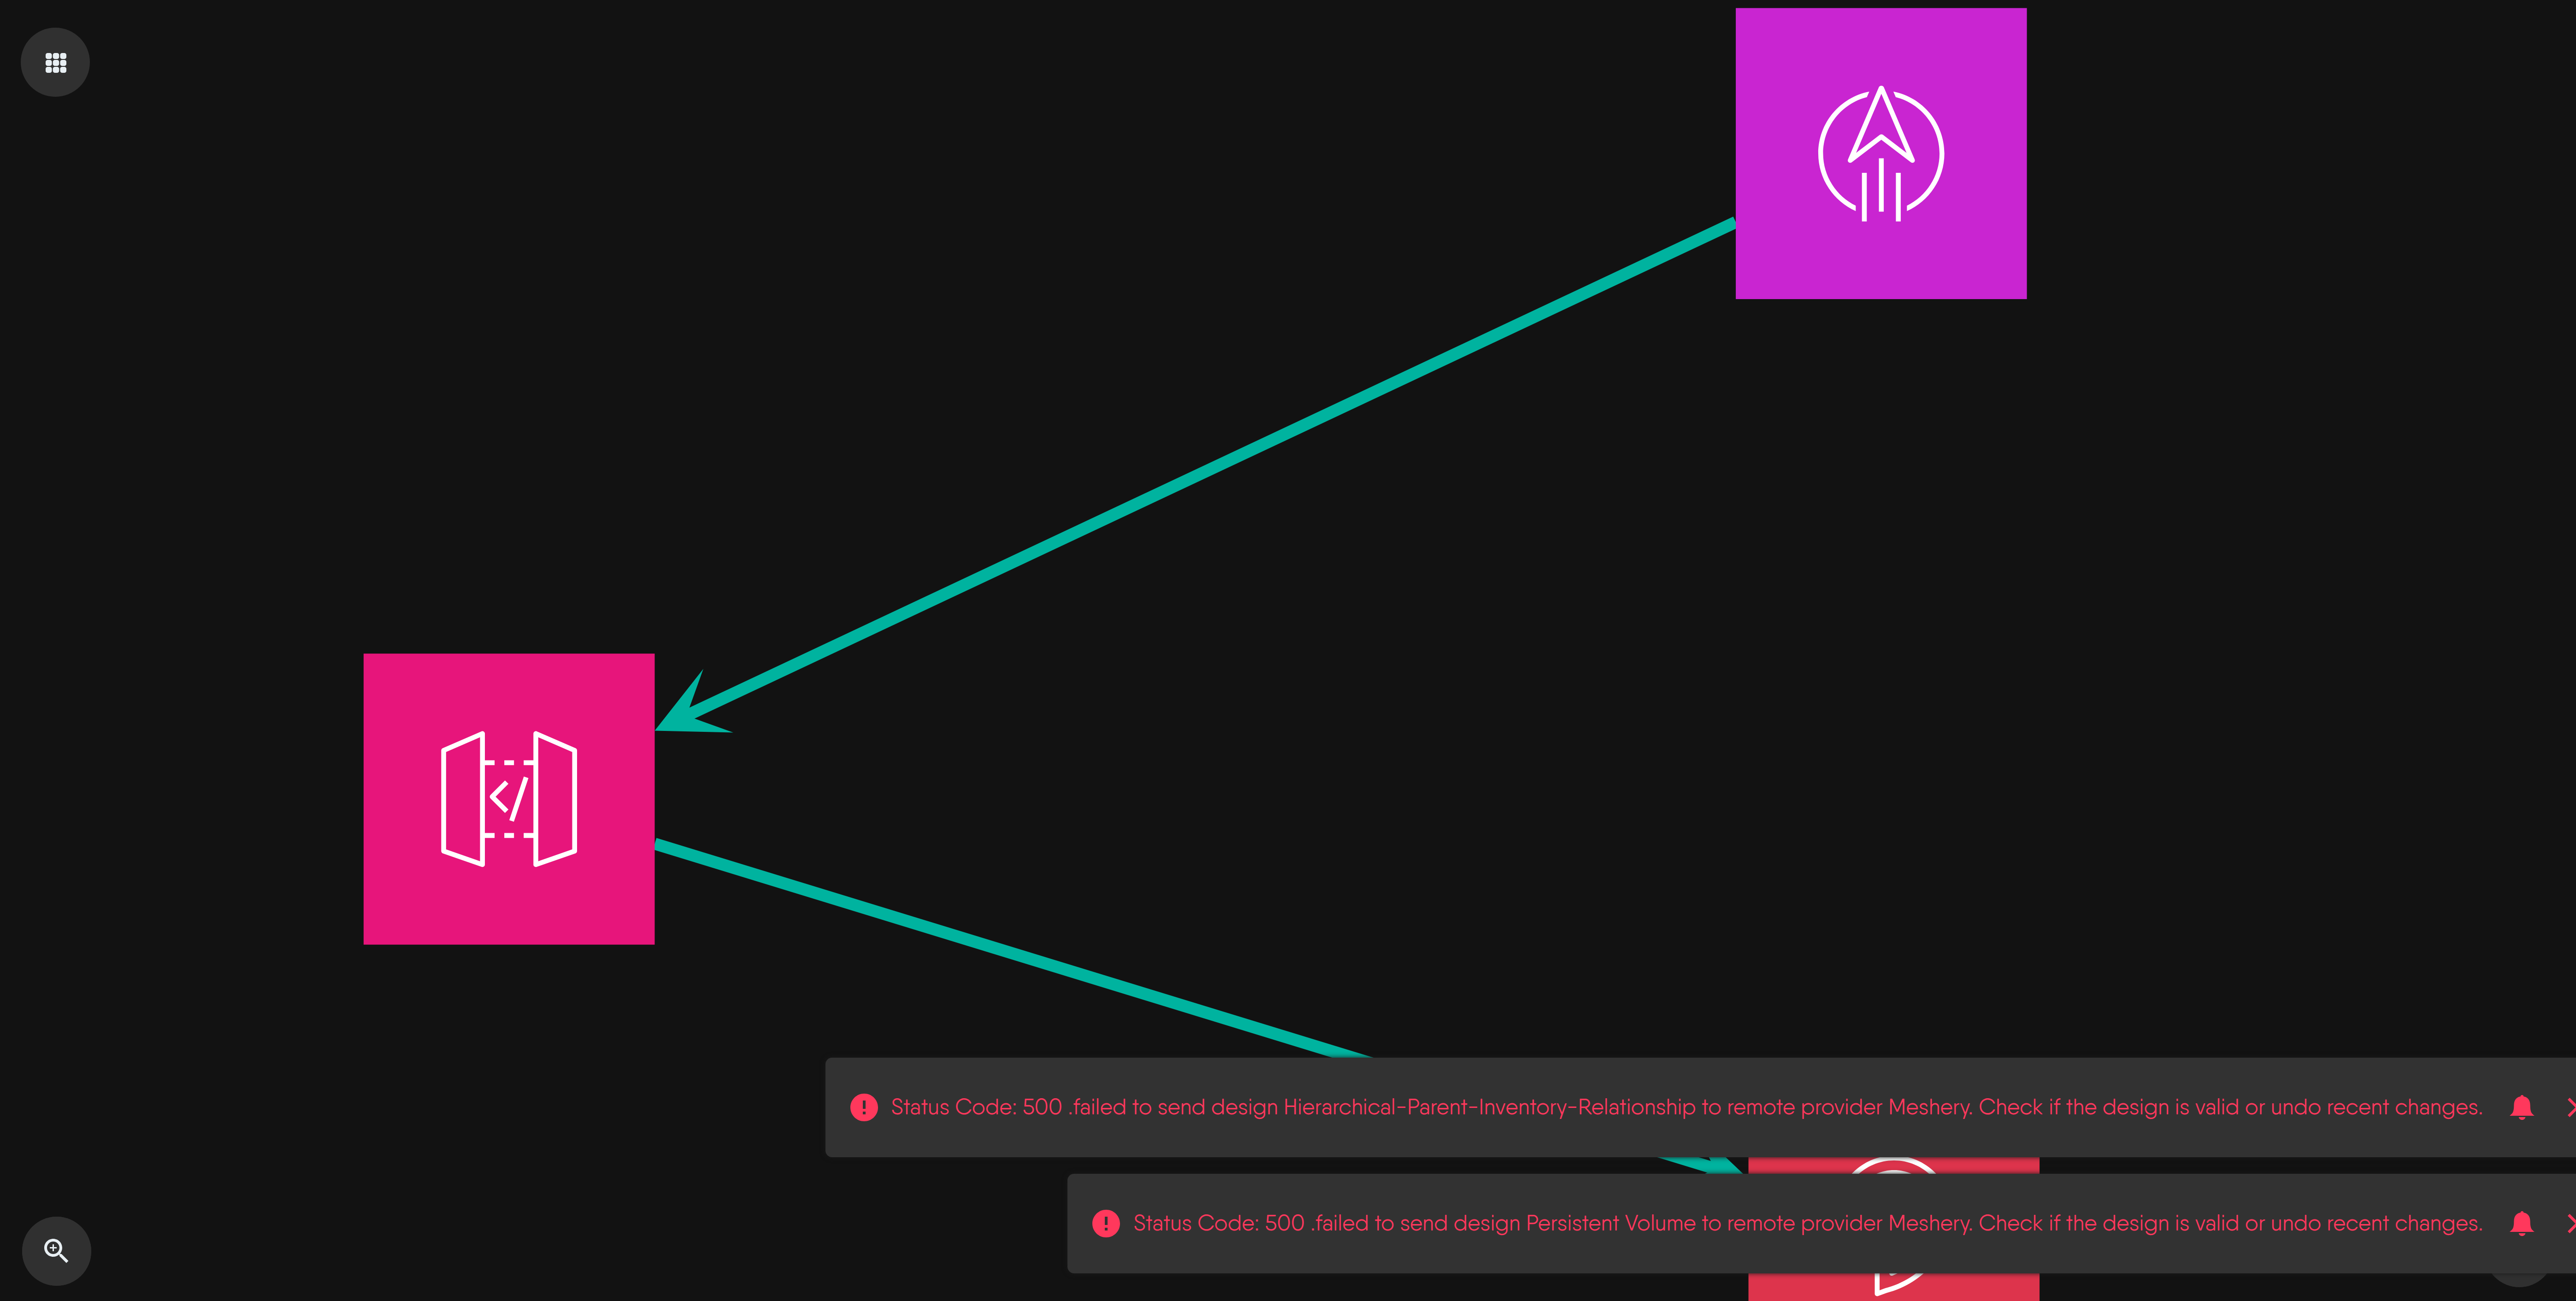 Status Code: 500 .failed to send design Hierarchical-Parent-Inventory-Relationship to remote provider Meshery. Check if the design is valid or undo recent changes.
Status Code: 500 .failed to send design Persistent Volume to remote provider Meshery. Check if the design is valid or undo recent changes.